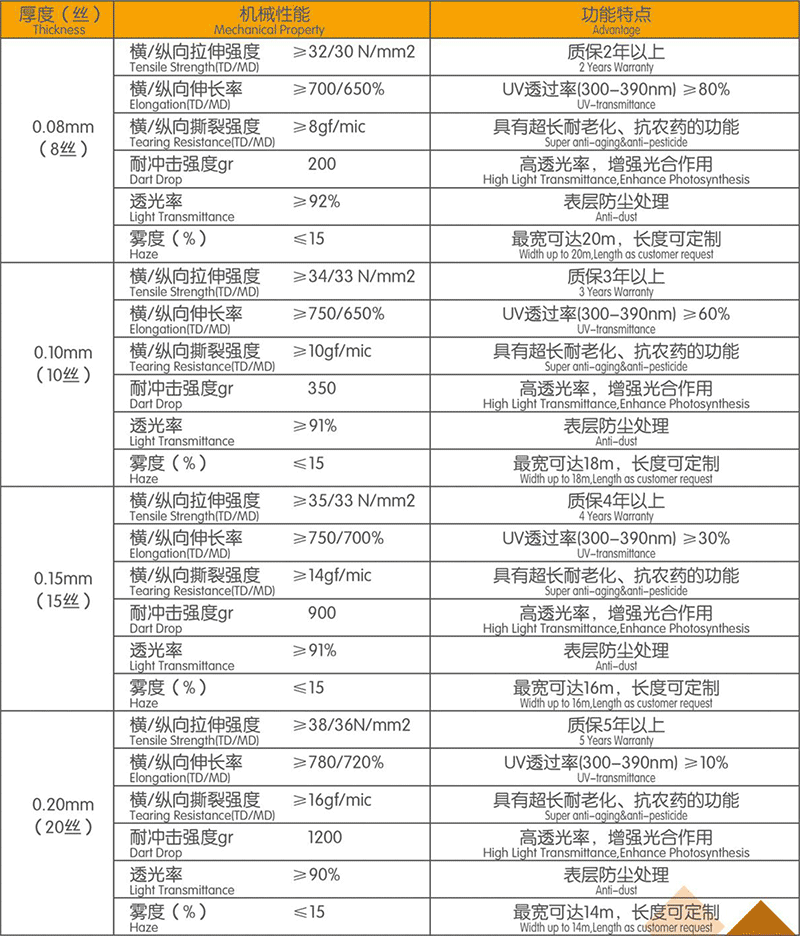 厚度（丝） 机械性能 功能特点
Thickness Mechanical Property Advantage
横/纵向拉伸强度 ≥32/30 N/mm2 质保2年以上
Tensile Strength(TD/MD) 2 Years Warranty
横/纵向伸长率 ≥700/650% UV透过率(300-390nm) ≥80%
Elongation(TD/MD) UV-transmittance
0.08mm 横/纵向撕裂强度 ≥8gf/mic 具有超长耐老化、抗农药的功能
（8丝） Tearing Resistance(TD/MD) Super anti-aging&anti-pesticide
耐冲击强度gr 200 高透光率，增强光合作用
Dart Drop High Light Transmittance,Enhance Photosynthesis
透光率 ≥92% 表层防尘处理
Light Transmittance Anti-dust
雾度（%） ≤15 最宽可达20m，长度可定制
Haze Width up to 20m,Length as customer request
横/纵向拉伸强度 ≥34/33 N/mm2 质保3年以上
Tensile Strength(TD/MD) 3 Years Warranty
横/纵向伸长率 ≥750/650% UV透过率(300-390nm) ≥60%
Elongation(TD/MD) UV-transmittance
0.10mm 横/纵向撕裂强度 ≥10gf/mic 具有超长耐老化、抗农药的功能
（10丝） Tearing Resistance(TD/MD) Super anti-aging&anti-pesticide
耐冲击强度gr 350 高透光率，增强光合作用
Dart Drop High Light Transmittance,Enhance Photosynthesis
透光率 ≥91% 表层防尘处理
Light Transmittance Anti-dust
雾度（%） ≤15 最宽可达18m，长度可定制
Haze Width up to 18m,Length as customer request
横/纵向拉伸强度 ≥35/33 N/mm2 质保4年以上
Tensile Strength(TD/MD) 4 Years Warranty
横/纵向伸长率 ≥750/700% UV透过率(300-390nm) ≥30%
Elongation(TD/MD) UV-transmittance
0.15mm 横/纵向撕裂强度 ≥14gf/mic 具有超长耐老化、抗农药的功能
（15丝） Tearing Resistance(TD/MD) Super anti-aging&anti-pesticide
耐冲击强度gr 900 高透光率，增强光合作用
Dart Drop High Light Transmittance,Enhance Photosynthesis
透光率 ≥91% 表层防尘处理
Light Transmittance Anti-dust
雾度（%） ≤15 最宽可达16m，长度可定制
Haze Width up to 16m,Length as customer request
横/纵向拉伸强度 ≥38/36N/mm2 质保5年以上
Tensile Strength(TD/MD) 5 Years Warranty
横/纵向伸长率 ≥780/720% UV透过率(300-390nm) ≥10%
Elongation(TD/MD) UV-transmittance
0.20mm 横/纵向撕裂强度 ≥16gf/mic 具有超长耐老化、抗农药的功能
（20丝） Tearing Resistance(TD/MD) Super anti-aging&anti-pesticide
耐冲击强度gr 1200 高透光率，增强光合作用
Dart Drop High Light Transmittance,Enhance Photosynthesis
透光率 ≥90% 表层防尘处理
Light Transmittance Anti-dust
雾度（%） ≤15 最宽可达14m，长度可定制
Haze Width up to 14m,Length as customer request